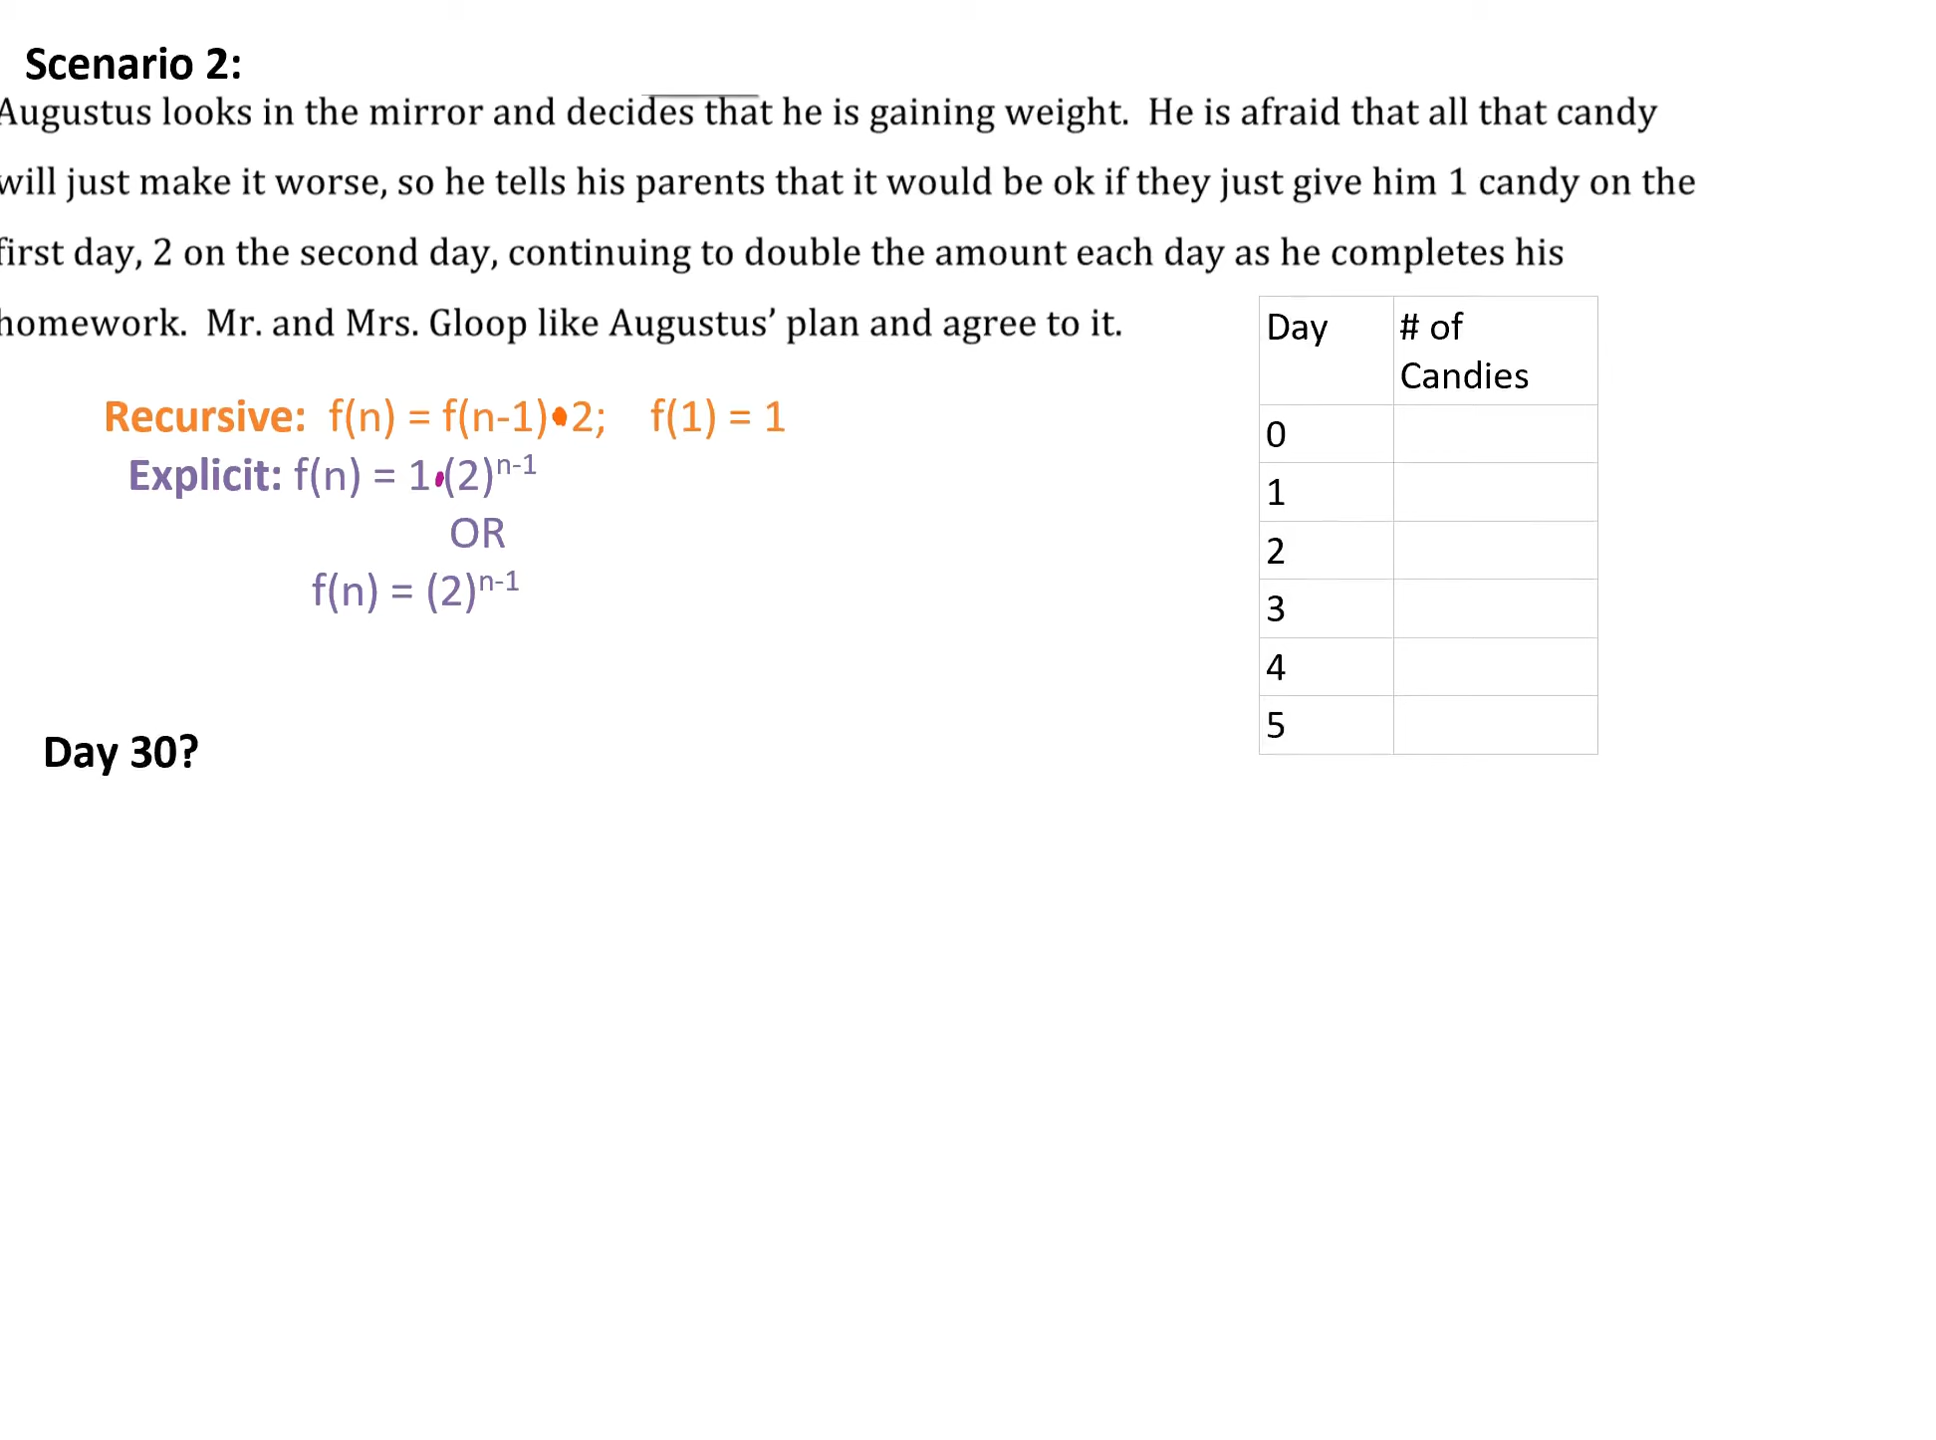 Scenario 2:
Augustus looks in the mirror and decides that he is gaining weight. He is afraid that all that candy
will just make it worse, so he tells his parents that it would be ok if they just give him 1 candy on the
first day, 2 on the second day, continuing to double the amount each day as he completes his
homework. Mr. and Mrs. Gloop like Augustus’ plan and agree to it.
Recursive: f(n) = f(n-1)•2; f(1) = 1
Explicit: f(n) = 1•(2)ⁿ⁻¹
OR
f(n) = (2)ⁿ⁻¹
Day 30?
Day # of
Candies
0
1
2
3
4
5